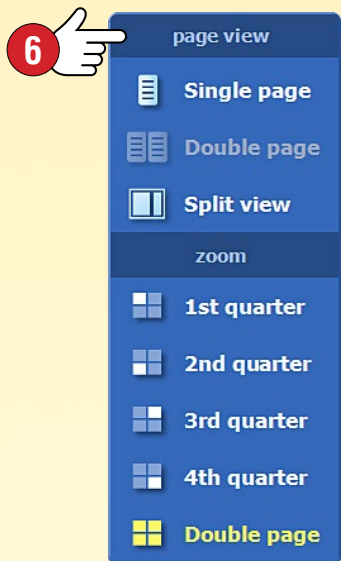 6
page view
Single page
Double page
Split view
zoom
1st quarter
2nd quarter
3rd quarter
4th quarter
Double page